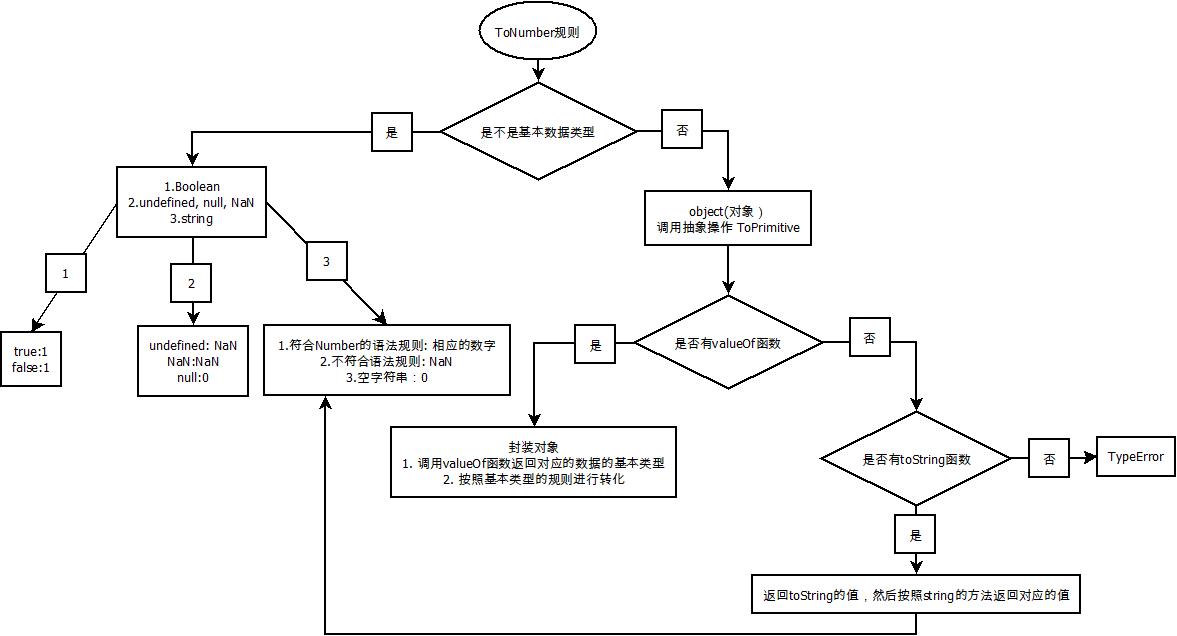 ToNumber规则
是不是基本数据类型
是
否
1.Boolean
2.undefined, null, NaN
3.string
object(对象）
调用抽象操作 ToPrimitive
1
2
3
true:1
false:1
undefined: NaN
NaN:NaN
null:0
1.符合Number的语法规则: 相应的数字
2.不符合语法规则: NaN
3.空字符串：0
是否有valueOf函数
是
否
封装对象
1. 调用valueOf函数返回对应的数据的基本类型
2. 按照基本类型的规则进行转化
是否有toString函数
否
TypeError
是
返回toString的值，然后按照string的方法返回对应的值